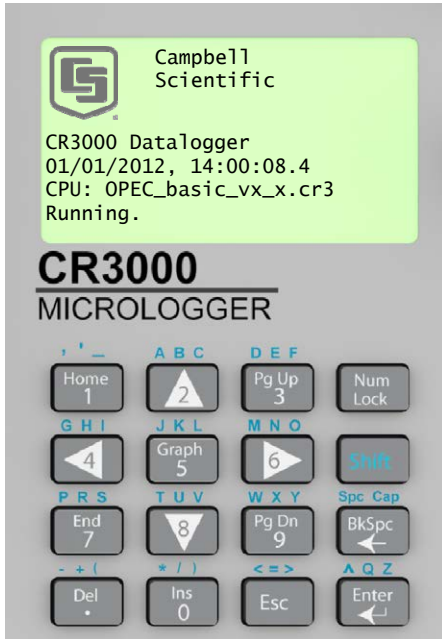 Campbell
Scientific
CR3000 Datalogger
01/01/2012, 14:00:08.4
CPU: OPEC_basic_vx_x.cr3
Running.
CR3000
MICROLOGGER
, ' _ A B C D E F
Home 1 2 Pg Up 3 Num Lock
G H I J K L M N O
4 Graph 5 6 Shift
P R S T U V W X Y Spc Cap
End 7 8 Pg Dn 9 BkSpc
- + ( * / ) < = > ᴧ Q Z
Del . Ins 0 Esc Enter